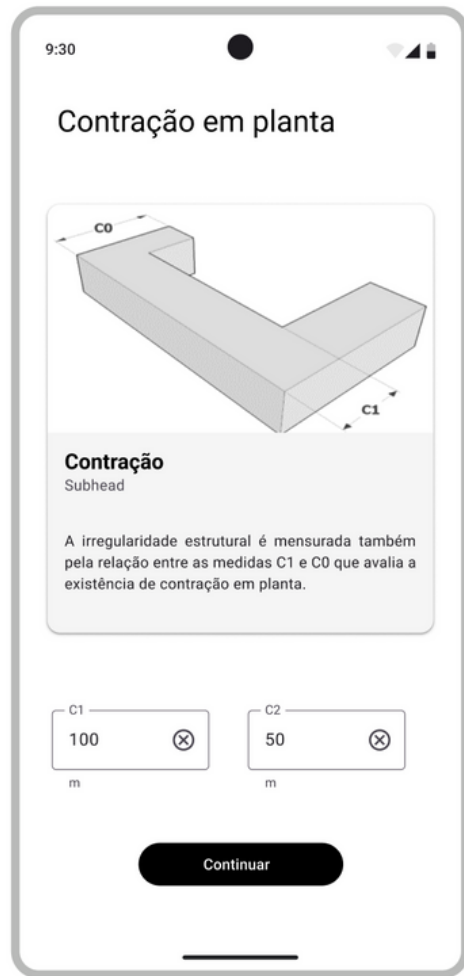 9:30
Contração em planta
C0
C1
Contração
Subhead
A irregularidade estrutural é mensurada também
pela relação entre as medidas C1 e C0 que avalia a
existência de contração em planta.
C1
100
m
C2
50
m
Continuar